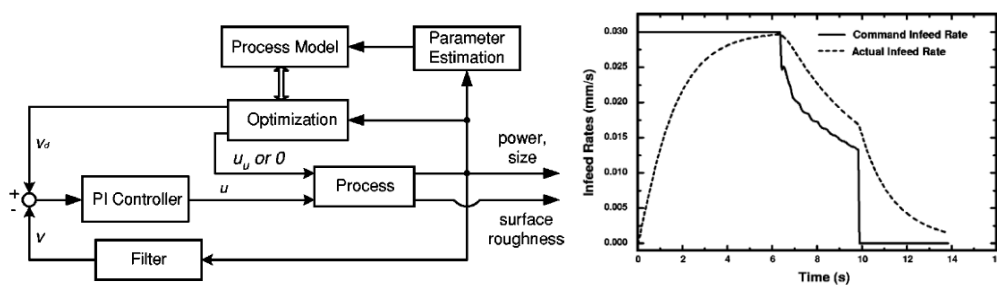 Process Model
Parameter
Estimation
Optimization
v_d
u_u or 0
power,
size
Process
+
-
PI Controller
u
surface
roughness
v
Filter
0.030
0.025
0.020
0.015
0.010
0.005
0.000
Infeed Rates (mm/s)
Command Infeed Rate
Actual Infeed Rate
0 2 4 6 8 10 12 14 16
Time (s)